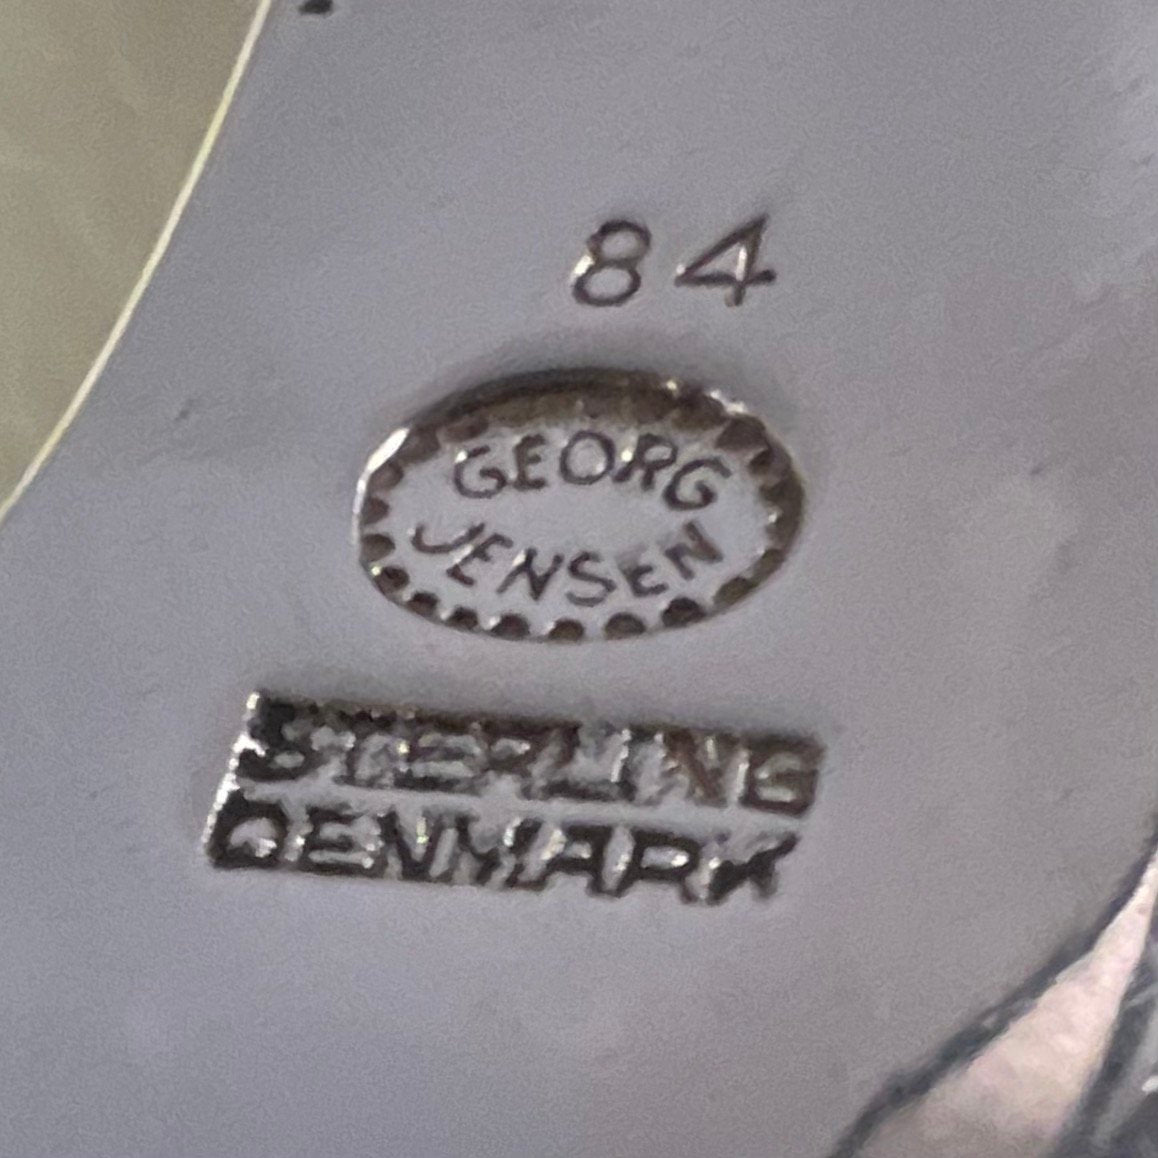 84
GEORG
JENSEN
STERLING
DENMARK